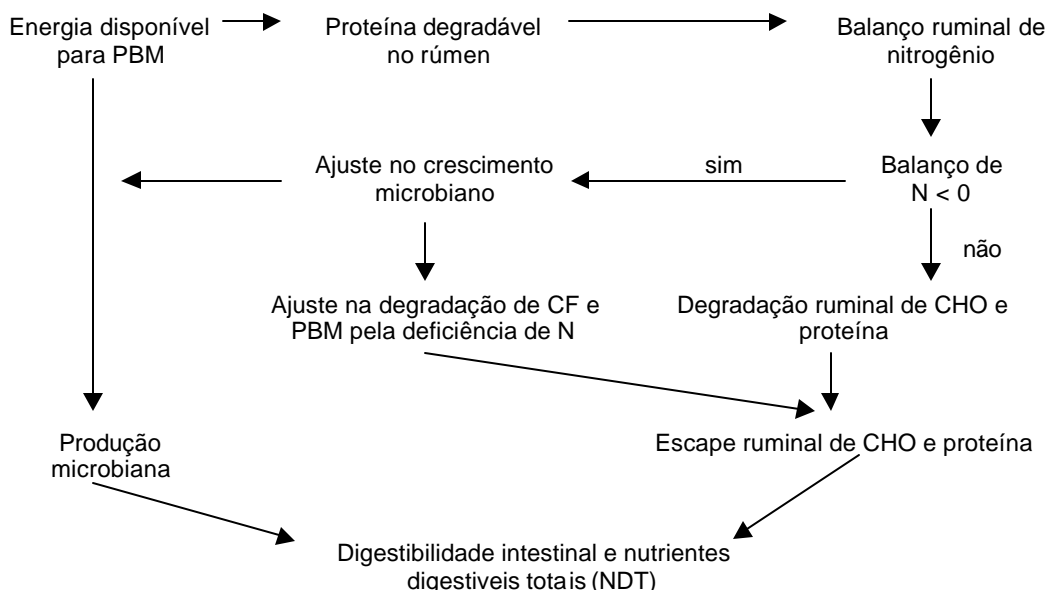 Energia disponível
para PBM
Proteína degradável
no rúmen
Balanço ruminal de
nitrogênio
Ajuste no crescimento
microbiano
sim
Balanço de
N < 0
não
Ajuste na degradação de CF e
PBM pela deficiência de N
Degradação ruminal de CHO e
proteína
Produção
microbiana
Escape ruminal de CHO e proteína
Digestibilidade intestinal e nutrientes
digestiveis totais (NDT)